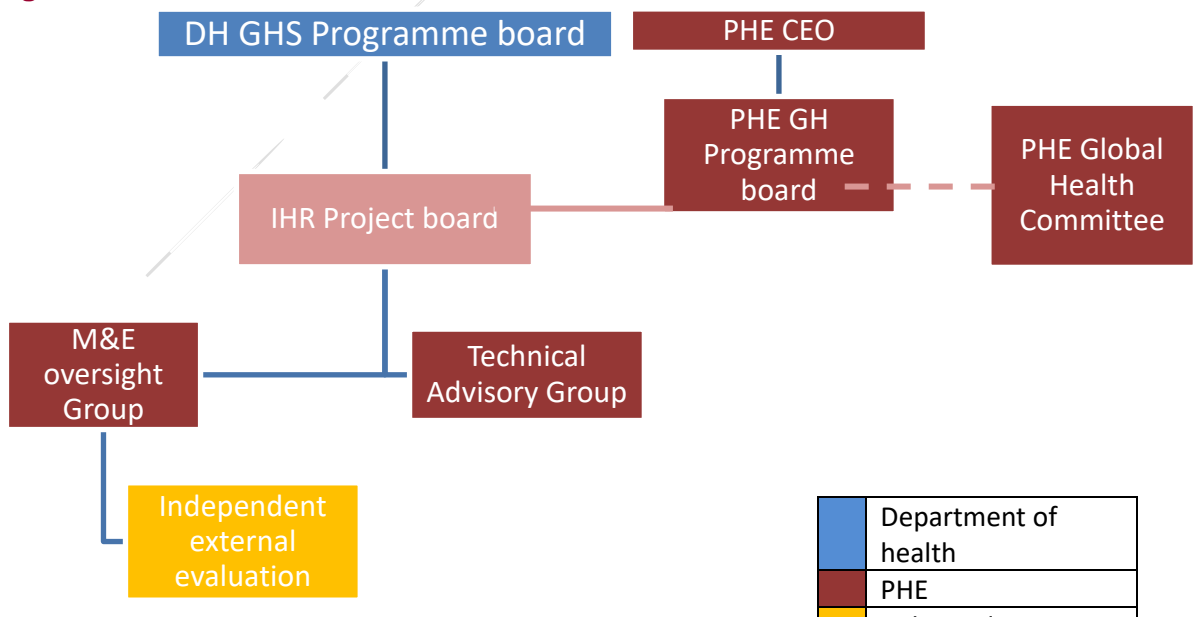 DH GHS Programme board
PHE CEO
PHE GH
Programme
board
PHE Global
Health
Committee
IHR Project board
M&E
oversight
Group
Technical
Advisory Group
Independent
external
evaluation
Department of
health
PHE